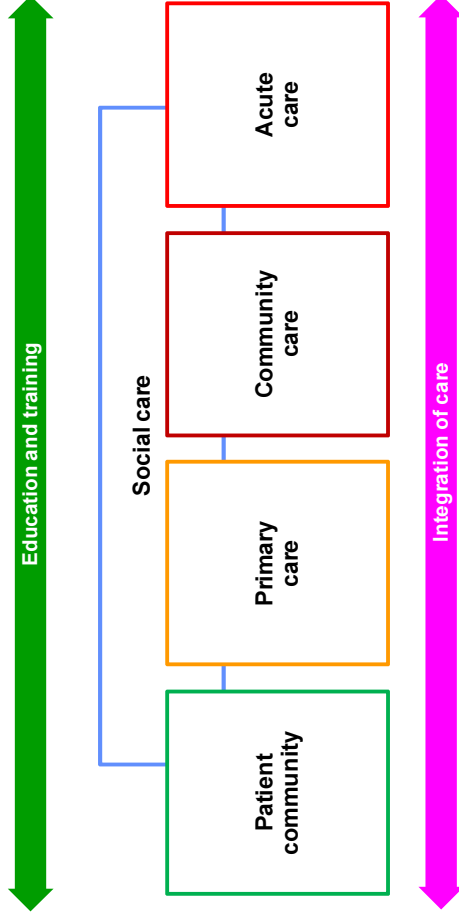 Education and training
Social care
Patient
community
Primary
care
Community
care
Acute
care
Integration of care